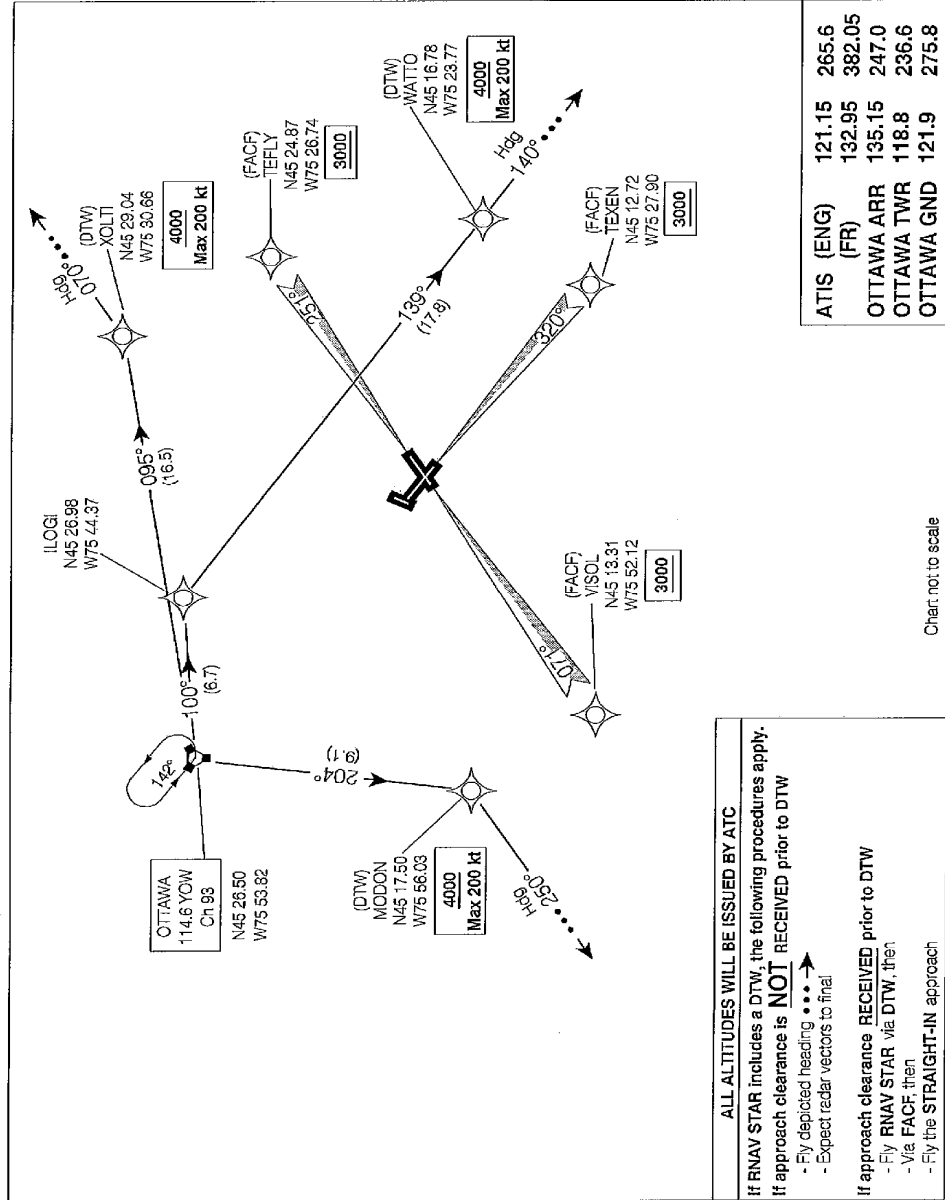 Hdg
070°
(DTW)
XOLTI
N45 29.04
W75 30.66
4000
Max 200 kt
095°
(16.5)
ILOGI
N45 26.98
W75 44.37
100°
(6.7)
142°
OTTAWA
114.6 YOW
Ch 93
N45 26.50
W75 53.82
204°
(9.1)
(DTW)
MODON
N45 17.50
W75 56.03
4000
Max 200 kt
Hdg
250°
(FACF)
TEFLY
N45 24.87
W75 26.74
3000
251°
139°
(17.8)
(DTW)
WATTO
N45 16.78
W75 23.77
4000
Max 200 kt
Hdg
140°
(FACF)
TEXEN
N45 12.72
W75 27.90
3000
320°
(FACF)
VISOL
N45 13.31
W75 52.12
3000
071°
ALL ALTITUDES WILL BE ISSUED BY ATC
If RNAV STAR includes a DTW, the following procedures apply.
If approach clearance is NOT RECEIVED prior to DTW
- Fly depicted heading
- Expect radar vectors to final
If approach clearance RECEIVED prior to DTW
- Fly RNAV STAR via DTW, then
- Via FACF, then
- Fly the STRAIGHT-IN approach
Chart not to scale
ATIS (ENG) 121.15 265.6
(FR) 132.95 382.05
OTTAWA ARR 135.15 247.0
OTTAWA TWR 118.8 236.6
OTTAWA GND 121.9 275.8